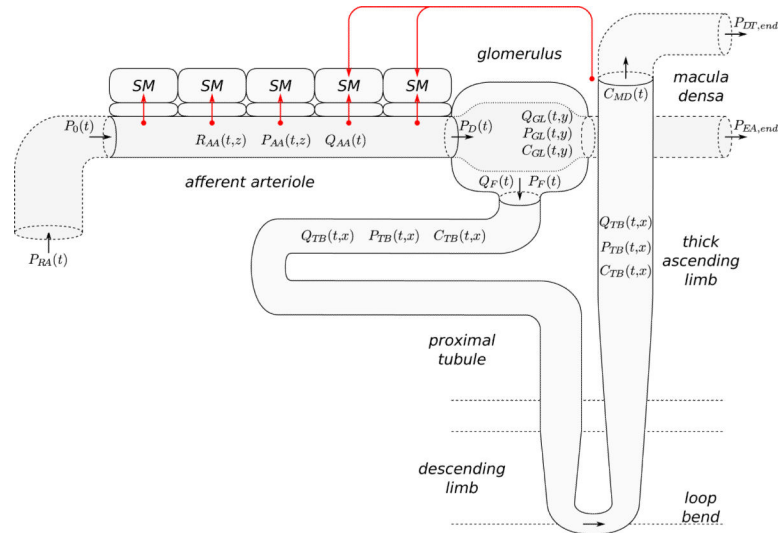 P_{DT,end}
glomerulus
SM SM SM SM SM
macula
densa
C_{MD}(t)
P_0(t)
P_D(t)
Q_{GL}(t,y)
P_{GL}(t,y)
C_{GL}(t,y)
P_{EA,end}
R_{AA}(t,z) P_{AA}(t,z) Q_{AA}(t)
afferent arteriole
Q_F(t) P_F(t)
Q_{TB}(t,x) P_{TB}(t,x) C_{TB}(t,x)
P_{RA}(t)
Q_{TB}(t,x)
P_{TB}(t,x)
C_{TB}(t,x)
thick
ascending
limb
proximal
tubule
descending
limb
loop
bend